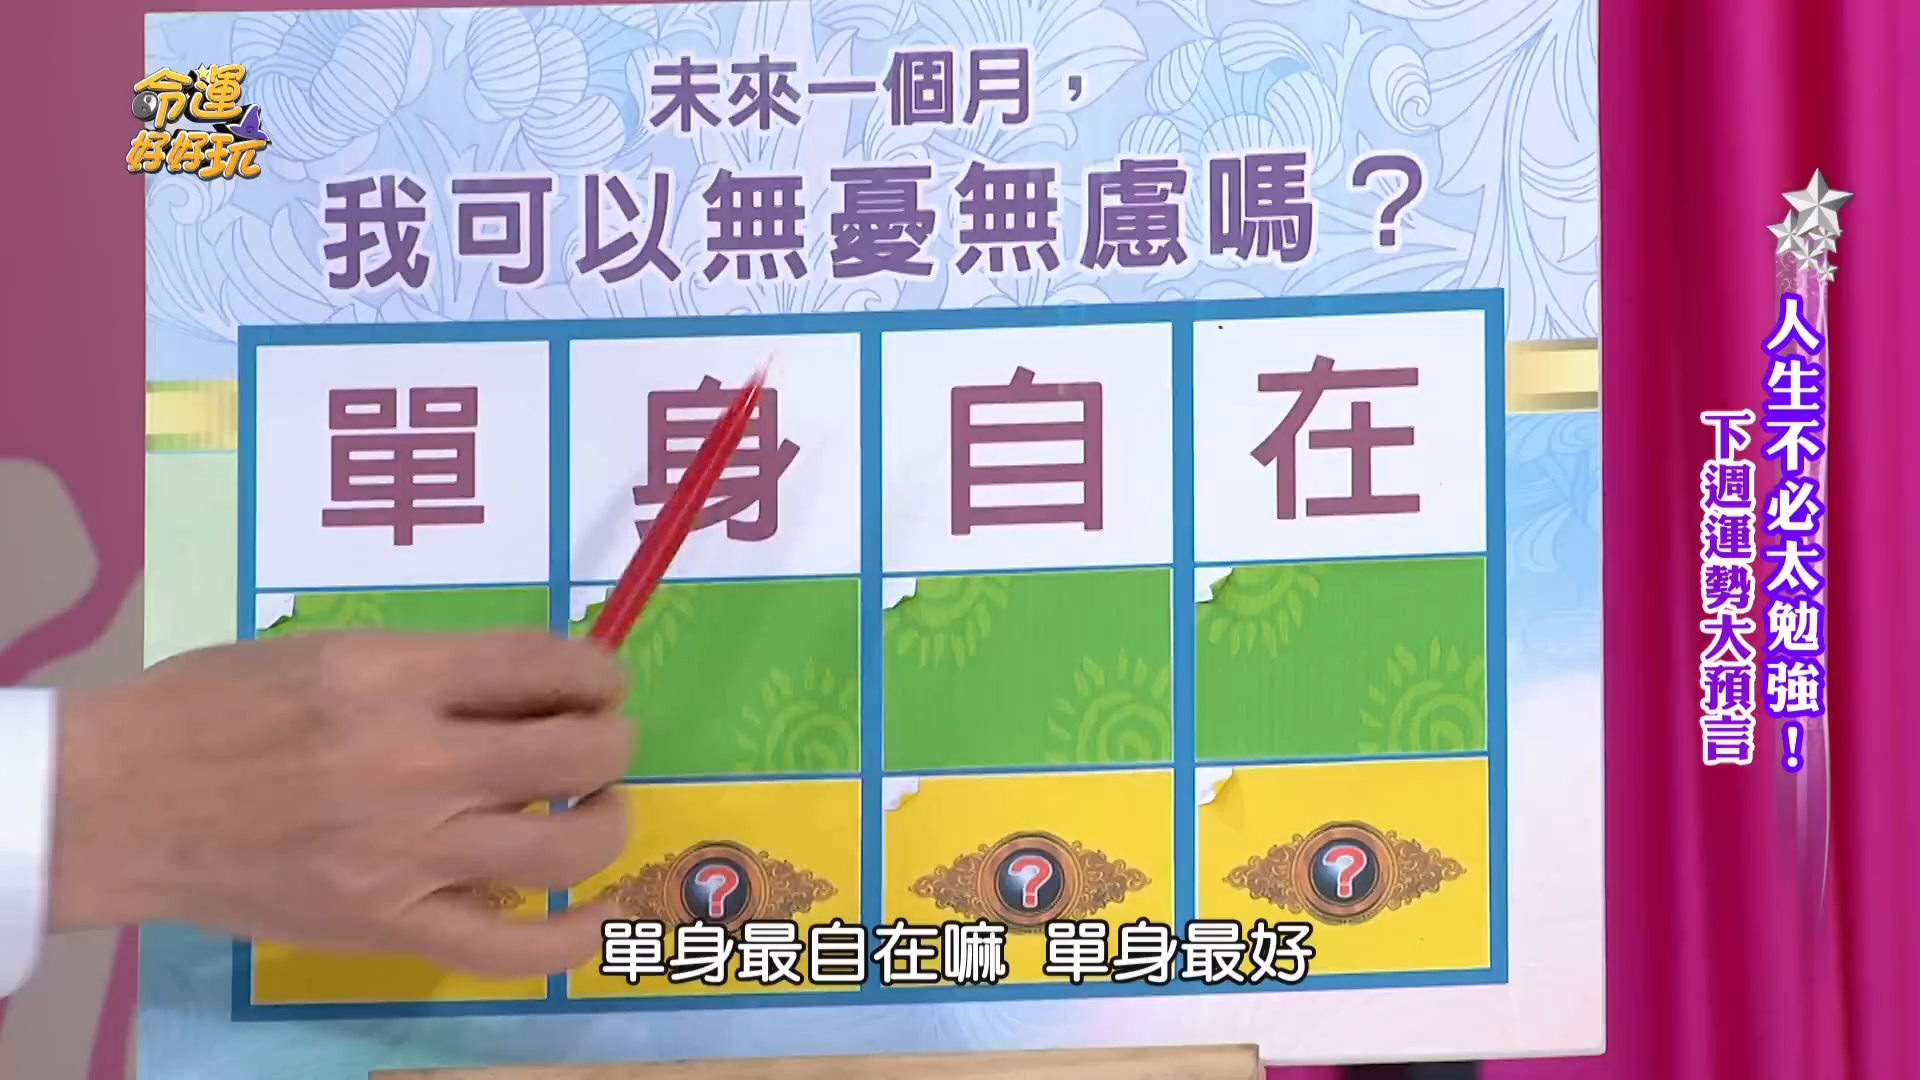 命運
好好玩
未來一個月，
我可以無憂無慮嗎？
單 身 自 在
? ? ?
人生不必太勉強！
下週運勢大預言
單身最自在嘛 單身最好